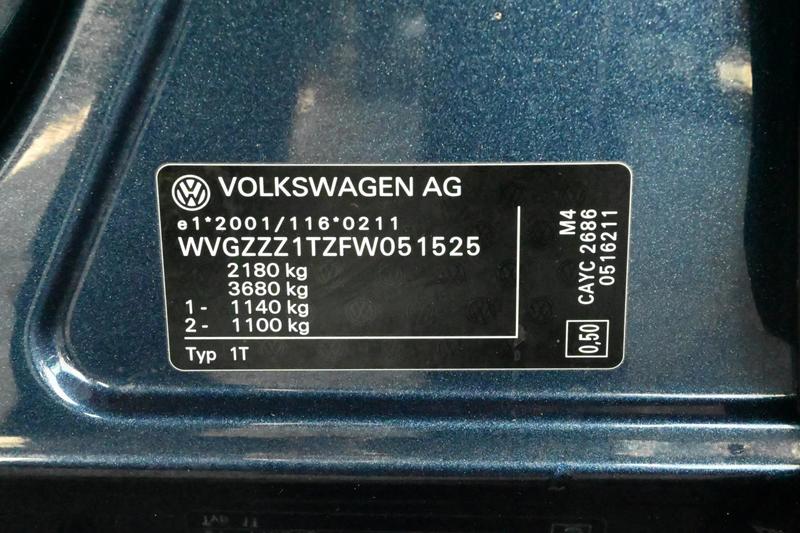 VOLKSWAGEN AG
e1*2001/116*0211
WVGZZZ1TZFW051525
2180 kg
3680 kg
1- 1140 kg
2- 1100 kg
Typ 1T
M4
CAYC 2686
0516211
0,50